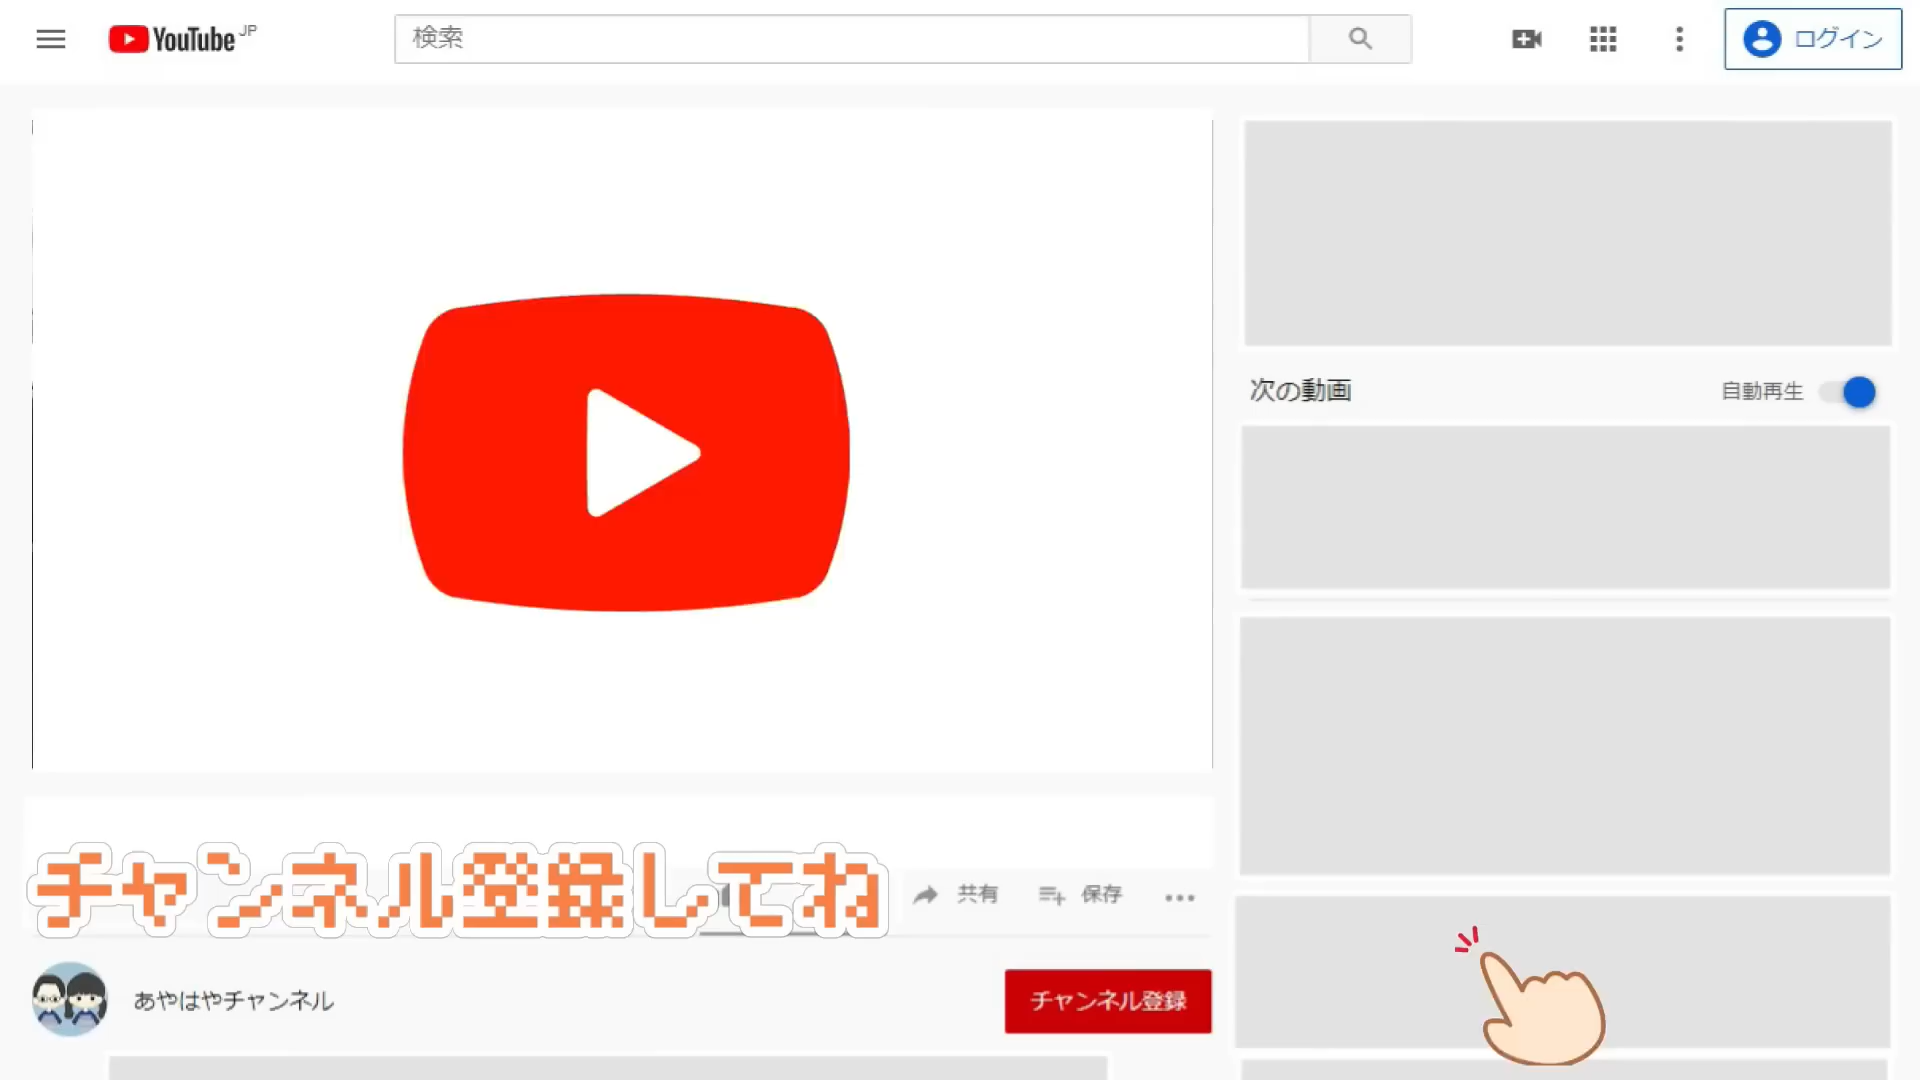 YouTube JP
検索
ログイン
次の動画
自動再生
チャンネル登録してね
共有
保存
あやはやチャンネル
チャンネル登録